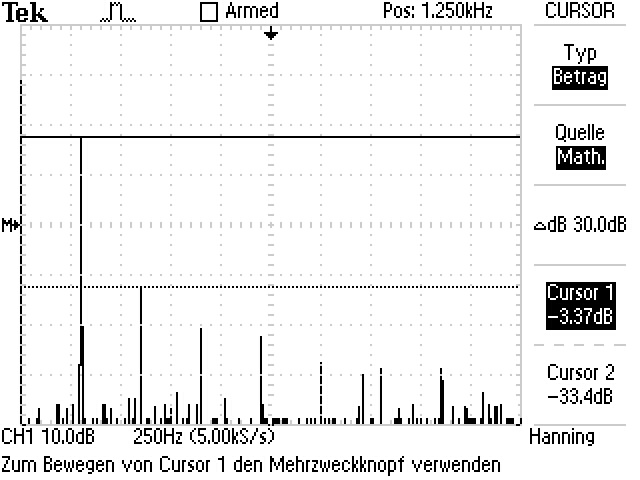 Tek
Armed
Pos: 1.250kHz
CURSOR
Typ
Betrag
Quelle
Math.
M
△dB 30.0dB
Cursor 1
-3.37dB
Cursor 2
-33.4dB
CH1 10.0dB
250Hz (5.00kS/s)
Hanning
Zum Bewegen von Cursor 1 den Mehrzweckknopf verwenden